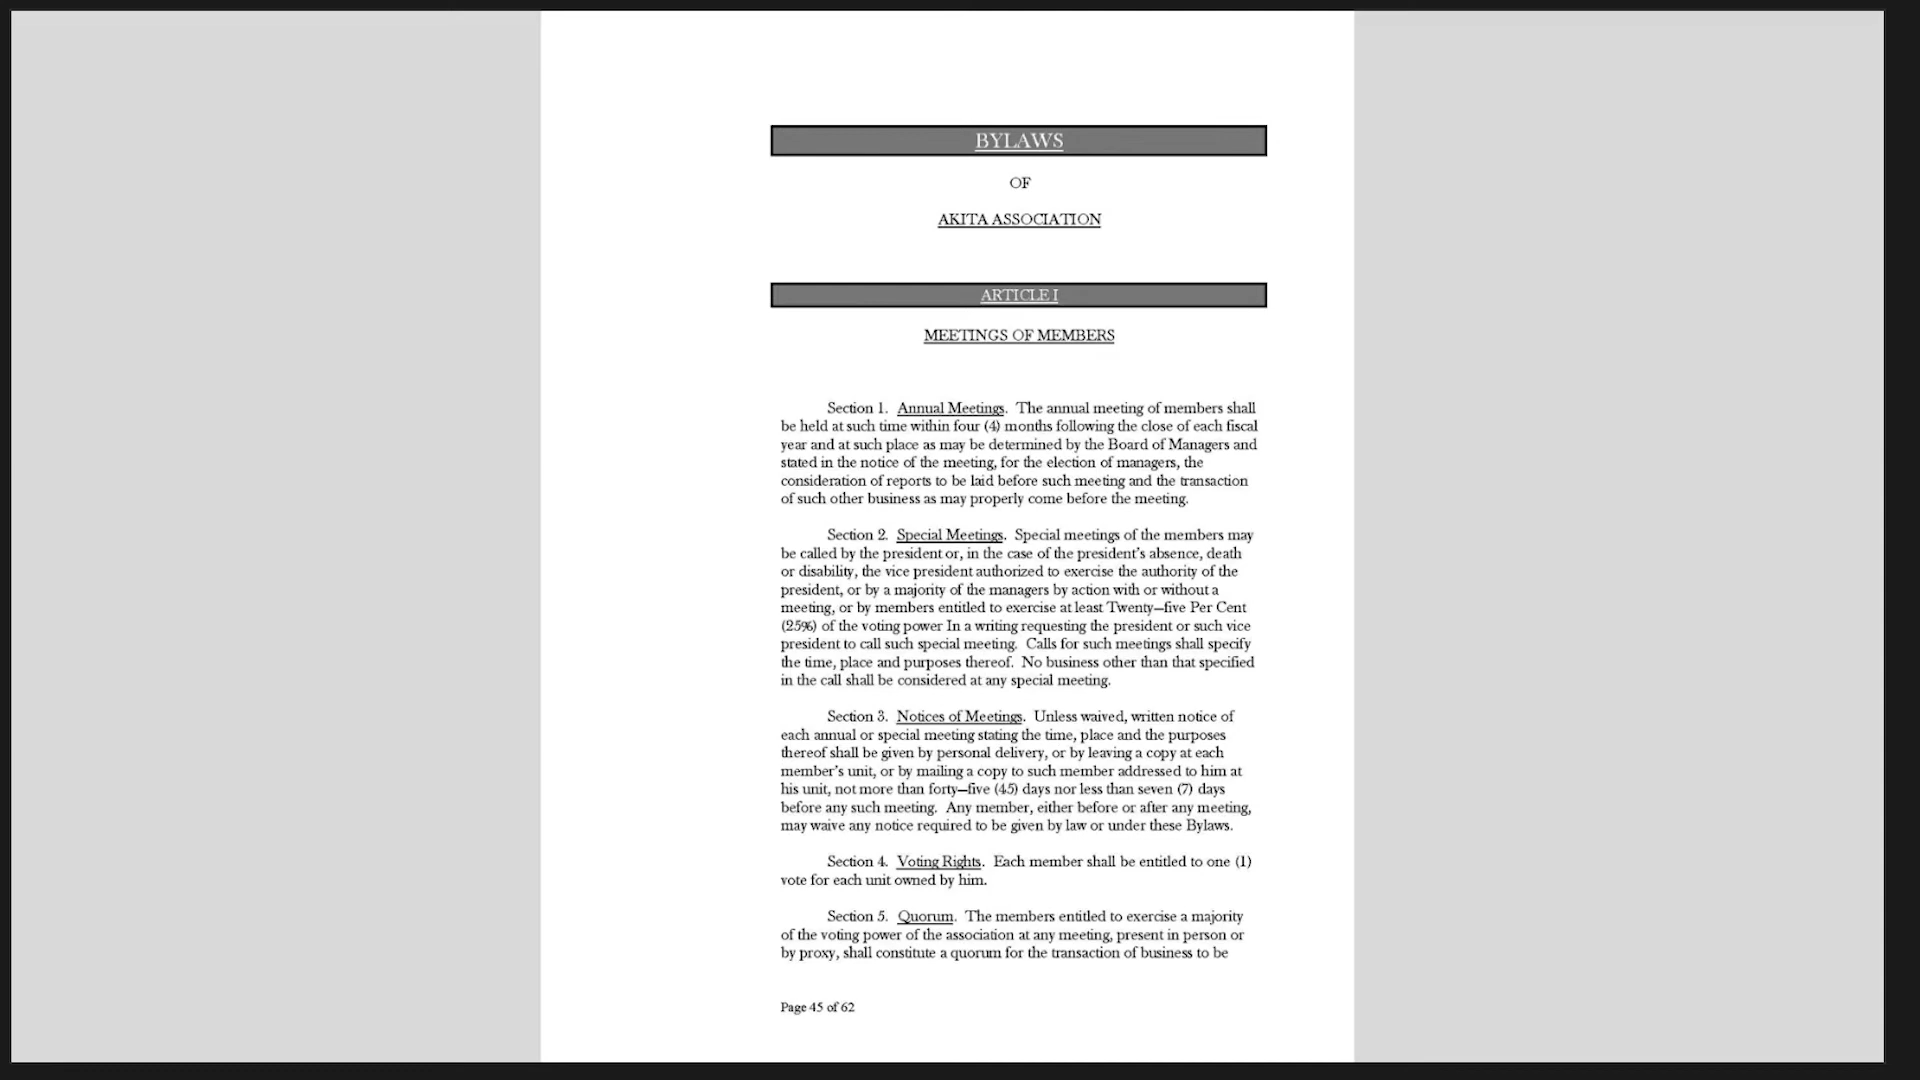 BYLAWS
OF
AKITA ASSOCIATION
ARTICLE I
MEETINGS OF MEMBERS
Section 1. Annual Meetings. The annual meeting of members shall
be held at such time within four (4) months following the close of each fiscal
year and at such place as may be determined by the Board of Managers and
stated in the notice of the meeting, for the election of managers, the
consideration of reports to be laid before such meeting and the transaction
of such other business as may properly come before the meeting.
Section 2. Special Meetings. Special meetings of the members may
be called by the president or, in the case of the president's absence, death
or disability, the vice president authorized to exercise the authority of the
president, or by a majority of the managers by action with or without a
meeting, or by members entitled to exercise at least Twenty—five Per Cent
(25%) of the voting power In a writing requesting the president or such vice
president to call such special meeting. Calls for such meetings shall specify
the time, place and purposes thereof. No business other than that specified
in the call shall be considered at any special meeting.
Section 3. Notices of Meetings. Unless waived, written notice of
each annual or special meeting stating the time, place and the purposes
thereof shall be given by personal delivery, or by leaving a copy at each
member's unit, or by mailing a copy to such member addressed to him at
his unit, not more than forty—five (45) days nor less than seven (7) days
before any such meeting. Any member, either before or after any meeting,
may waive any notice required to be given by law or under these Bylaws.
Section 4. Voting Rights. Each member shall be entitled to one (1)
vote for each unit owned by him.
Section 5. Quorum. The members entitled to exercise a majority
of the voting power of the association at any meeting, present in person or
by proxy, shall constitute a quorum for the transaction of business to be
Page 45 of 62